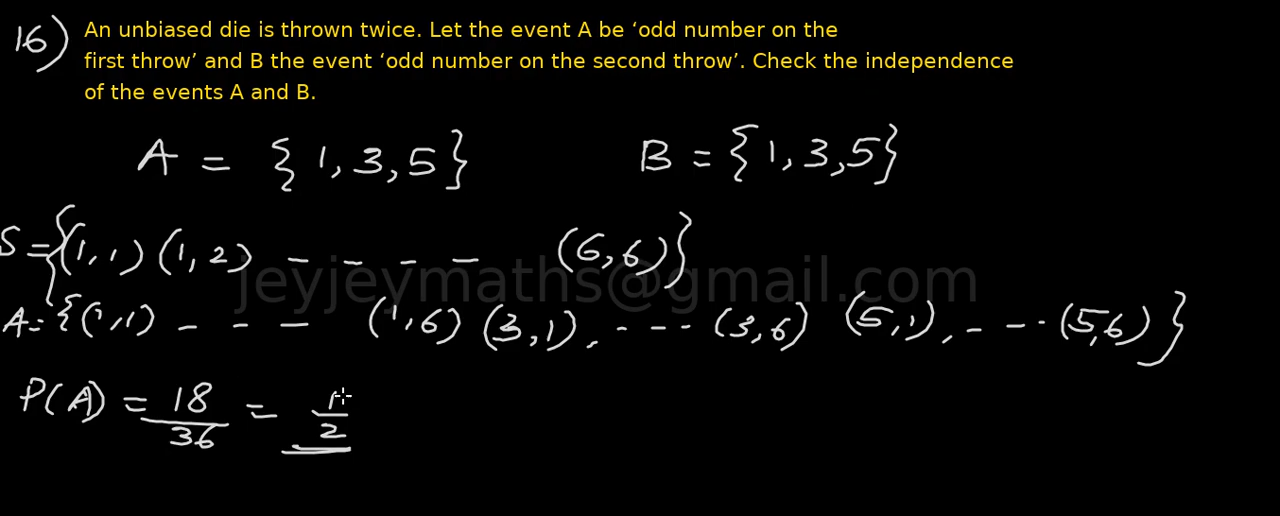 16) An unbiased die is thrown twice. Let the event A be ‘odd number on the
first throw’ and B the event ‘odd number on the second throw’. Check the independence
of the events A and B.
A = {1, 3, 5} B = {1, 3, 5}
S = {(1, 1) (1, 2) - - - - (6, 6)}
jeyjeymaths@gmail.com
A = {(1, 1) - - - (1, 6) (3, 1), - --- (3, 6) (5, 1), - --- (5, 6)}
P(A) = 18/36 = 1/2